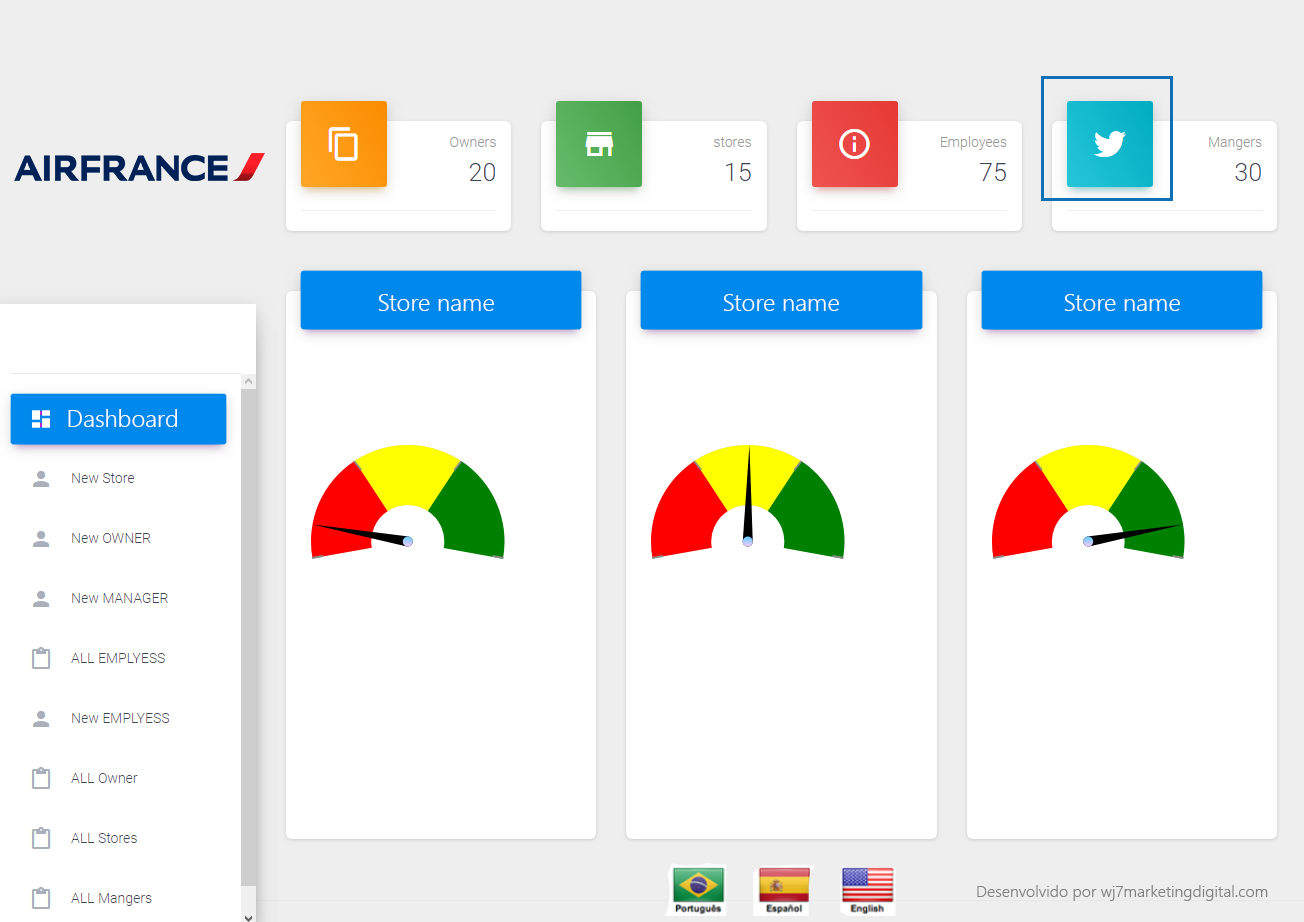 AIRFRANCE
Owners
20
stores
15
Employees
75
Mangers
30
Store name
Store name
Store name
Dashboard
New Store
New OWNER
New MANAGER
ALL EMPLYESS
New EMPLYESS
ALL Owner
ALL Stores
ALL Mangers
Português
Español
English
Desenvolvido por wj7marketingdigital.com